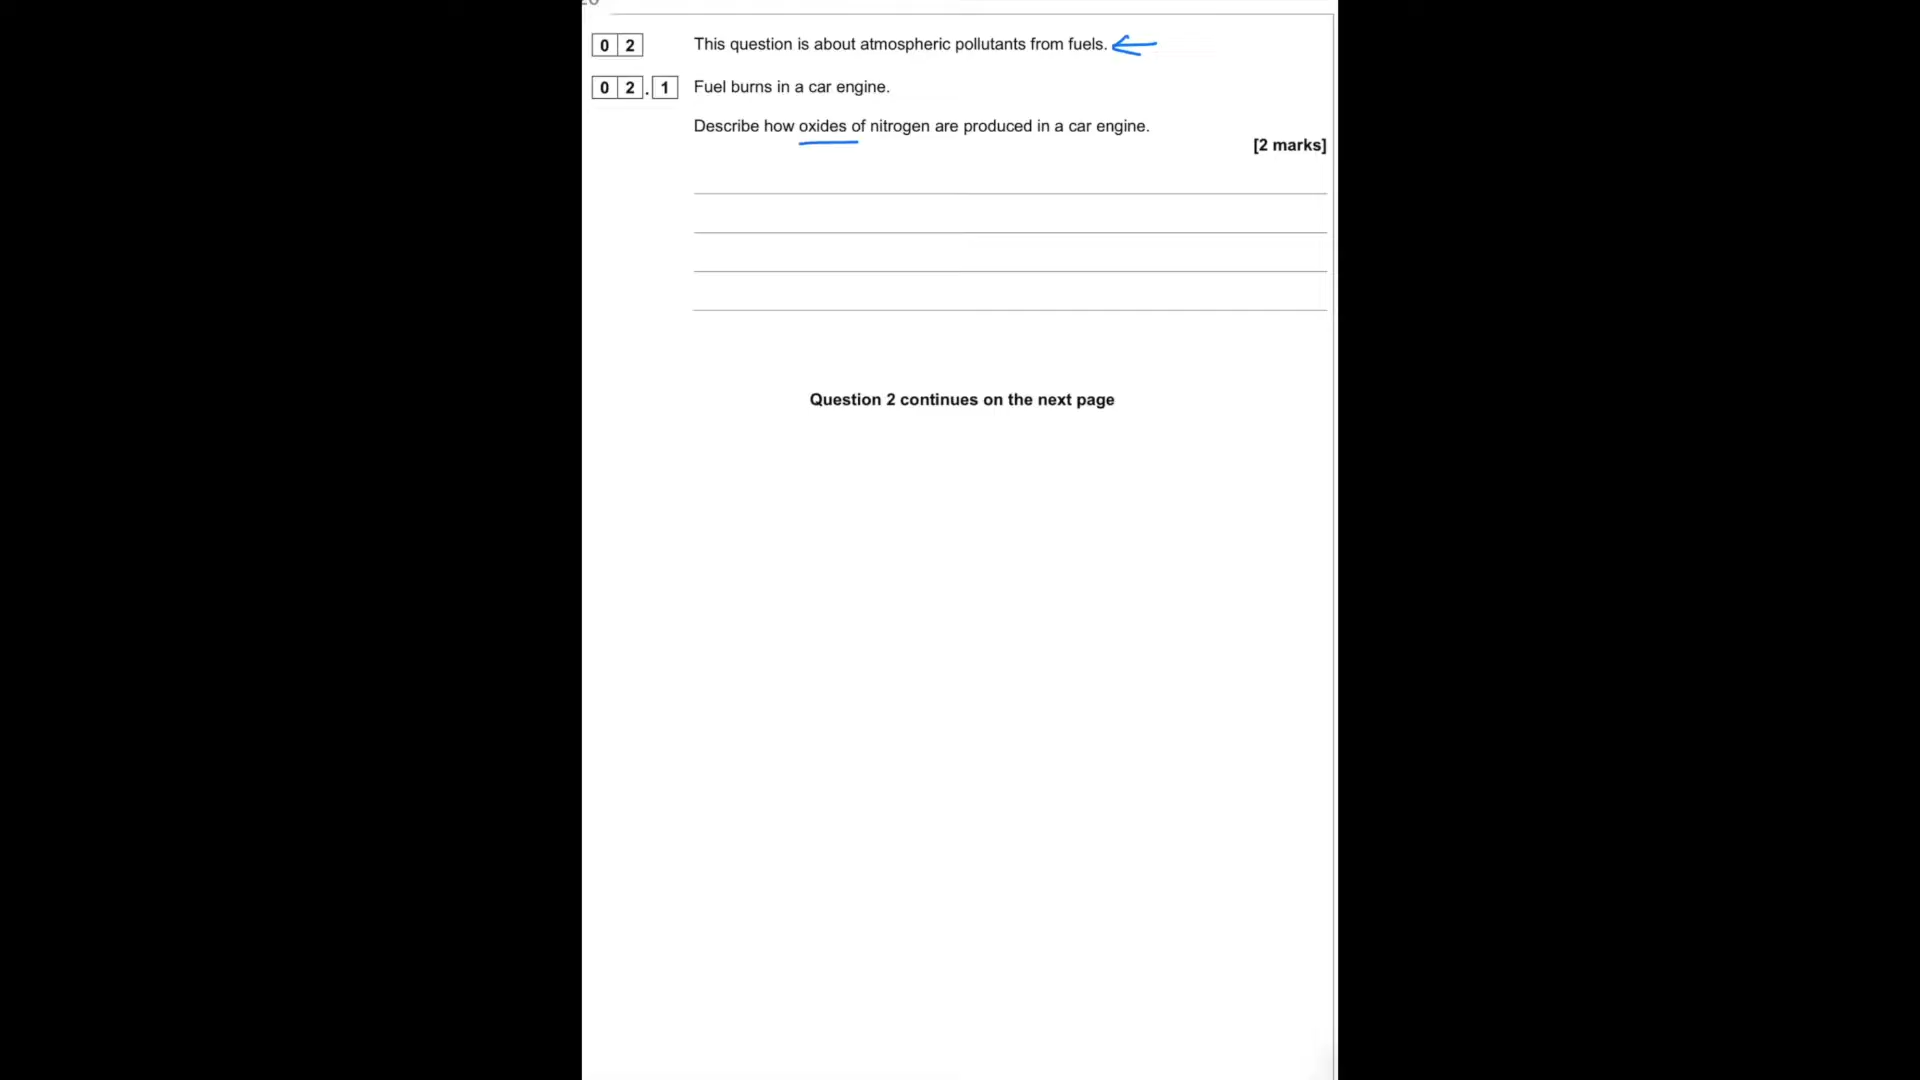 0 2 This question is about atmospheric pollutants from fuels.
0 2 . 1 Fuel burns in a car engine.
Describe how oxides of nitrogen are produced in a car engine.
[2 marks]
Question 2 continues on the next page